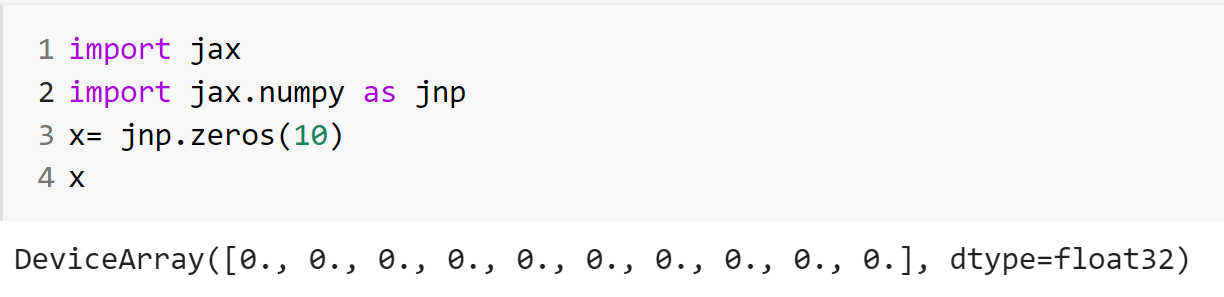 1 import jax
2 import jax.numpy as jnp
3 x= jnp.zeros(10)
4 x
DeviceArray([0., 0., 0., 0., 0., 0., 0., 0., 0., 0.], dtype=float32)